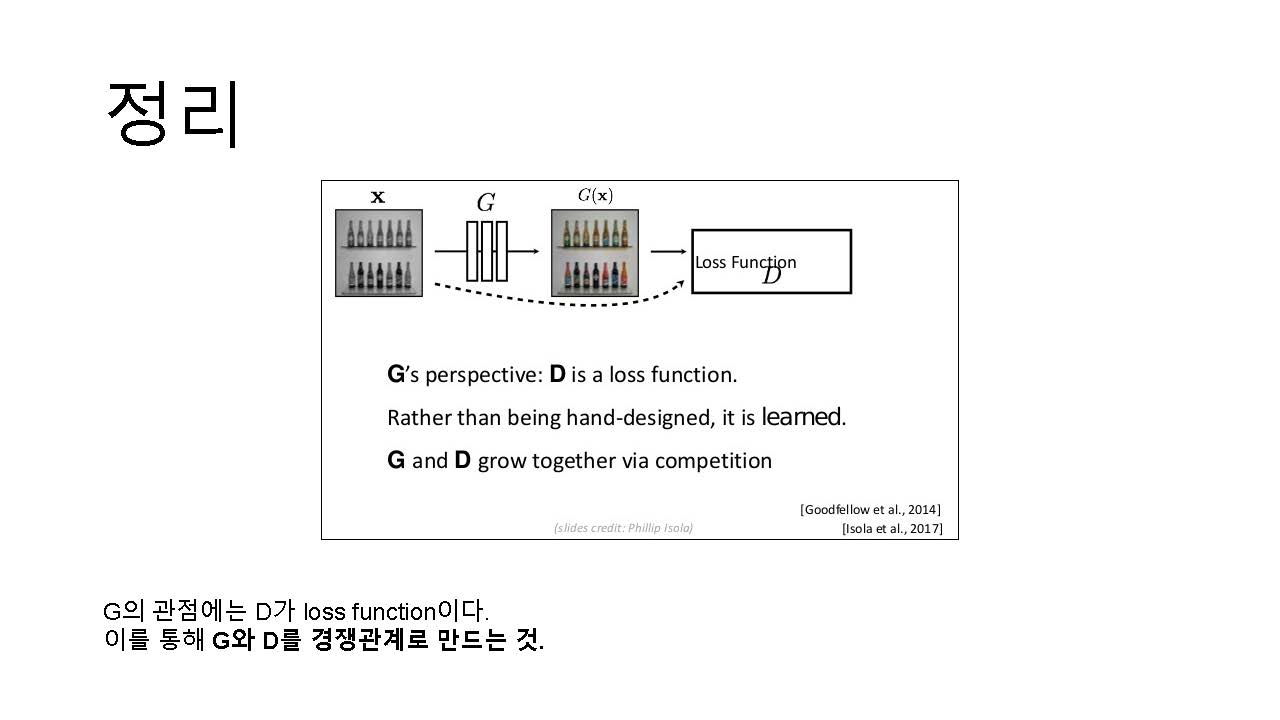 정리
x
G
G(x)
Loss Function
D
G's perspective: D is a loss function.
Rather than being hand-designed, it is learned.
G and D grow together via competition
[Goodfellow et al., 2014]
(slides credit: Phillip Isola)
[Isola et al., 2017]
G의 관점에는 D가 loss function이다.
이를 통해 G와 D를 경쟁관계로 만드는 것.